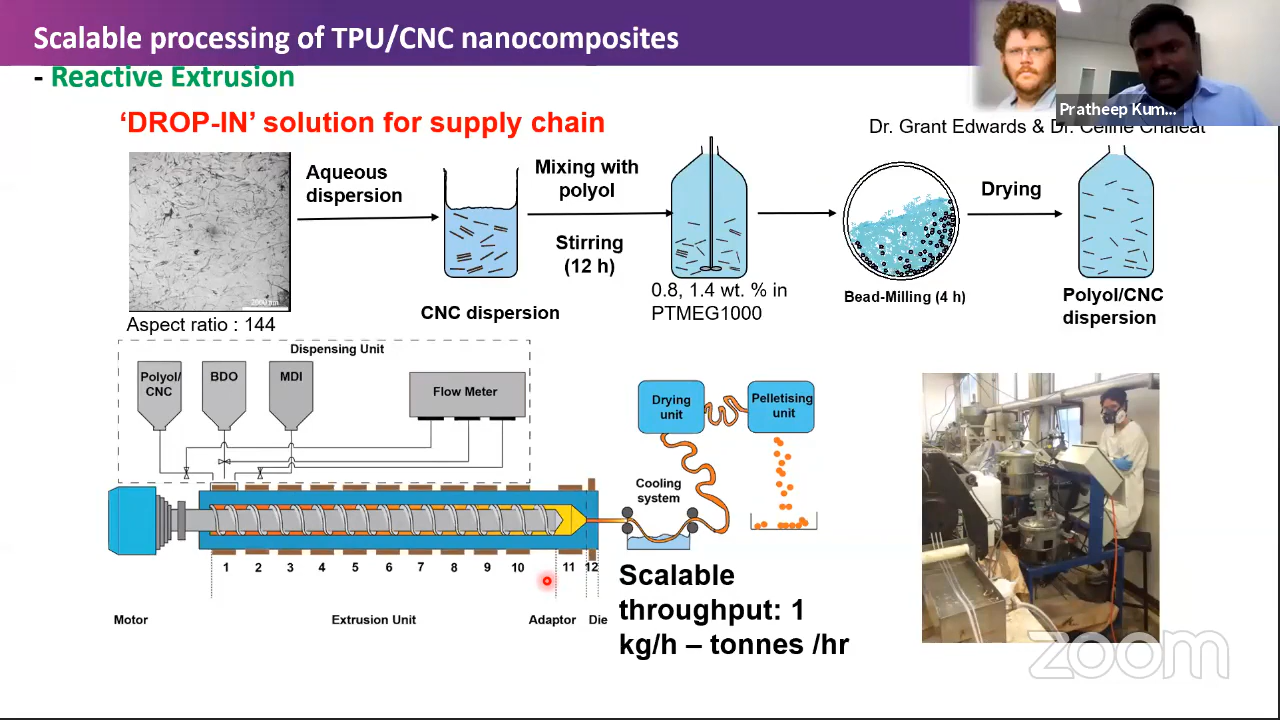 Scalable processing of TPU/CNC nanocomposites
- Reactive Extrusion
Pratheep Kum...
'DROP-IN' solution for supply chain
Dr. Grant Edwards & Dr. Celine Chaleat
Aqueous
dispersion
Mixing with
polyol
Stirring
(12 h)
Drying
Aspect ratio : 144
CNC dispersion
0.8, 1.4 wt. % in
PTMEG1000
Bead-Milling (4 h)
Polyol/CNC
dispersion
Dispensing Unit
Polyol/
CNC
BDO
MDI
Flow Meter
Drying
unit
Pelletising
unit
Cooling
system
1 2 3 4 5 6 7 8 9 10 11 12
Motor
Extrusion Unit
Adaptor
Die
Scalable
throughput: 1
kg/h – tonnes /hr
zoom